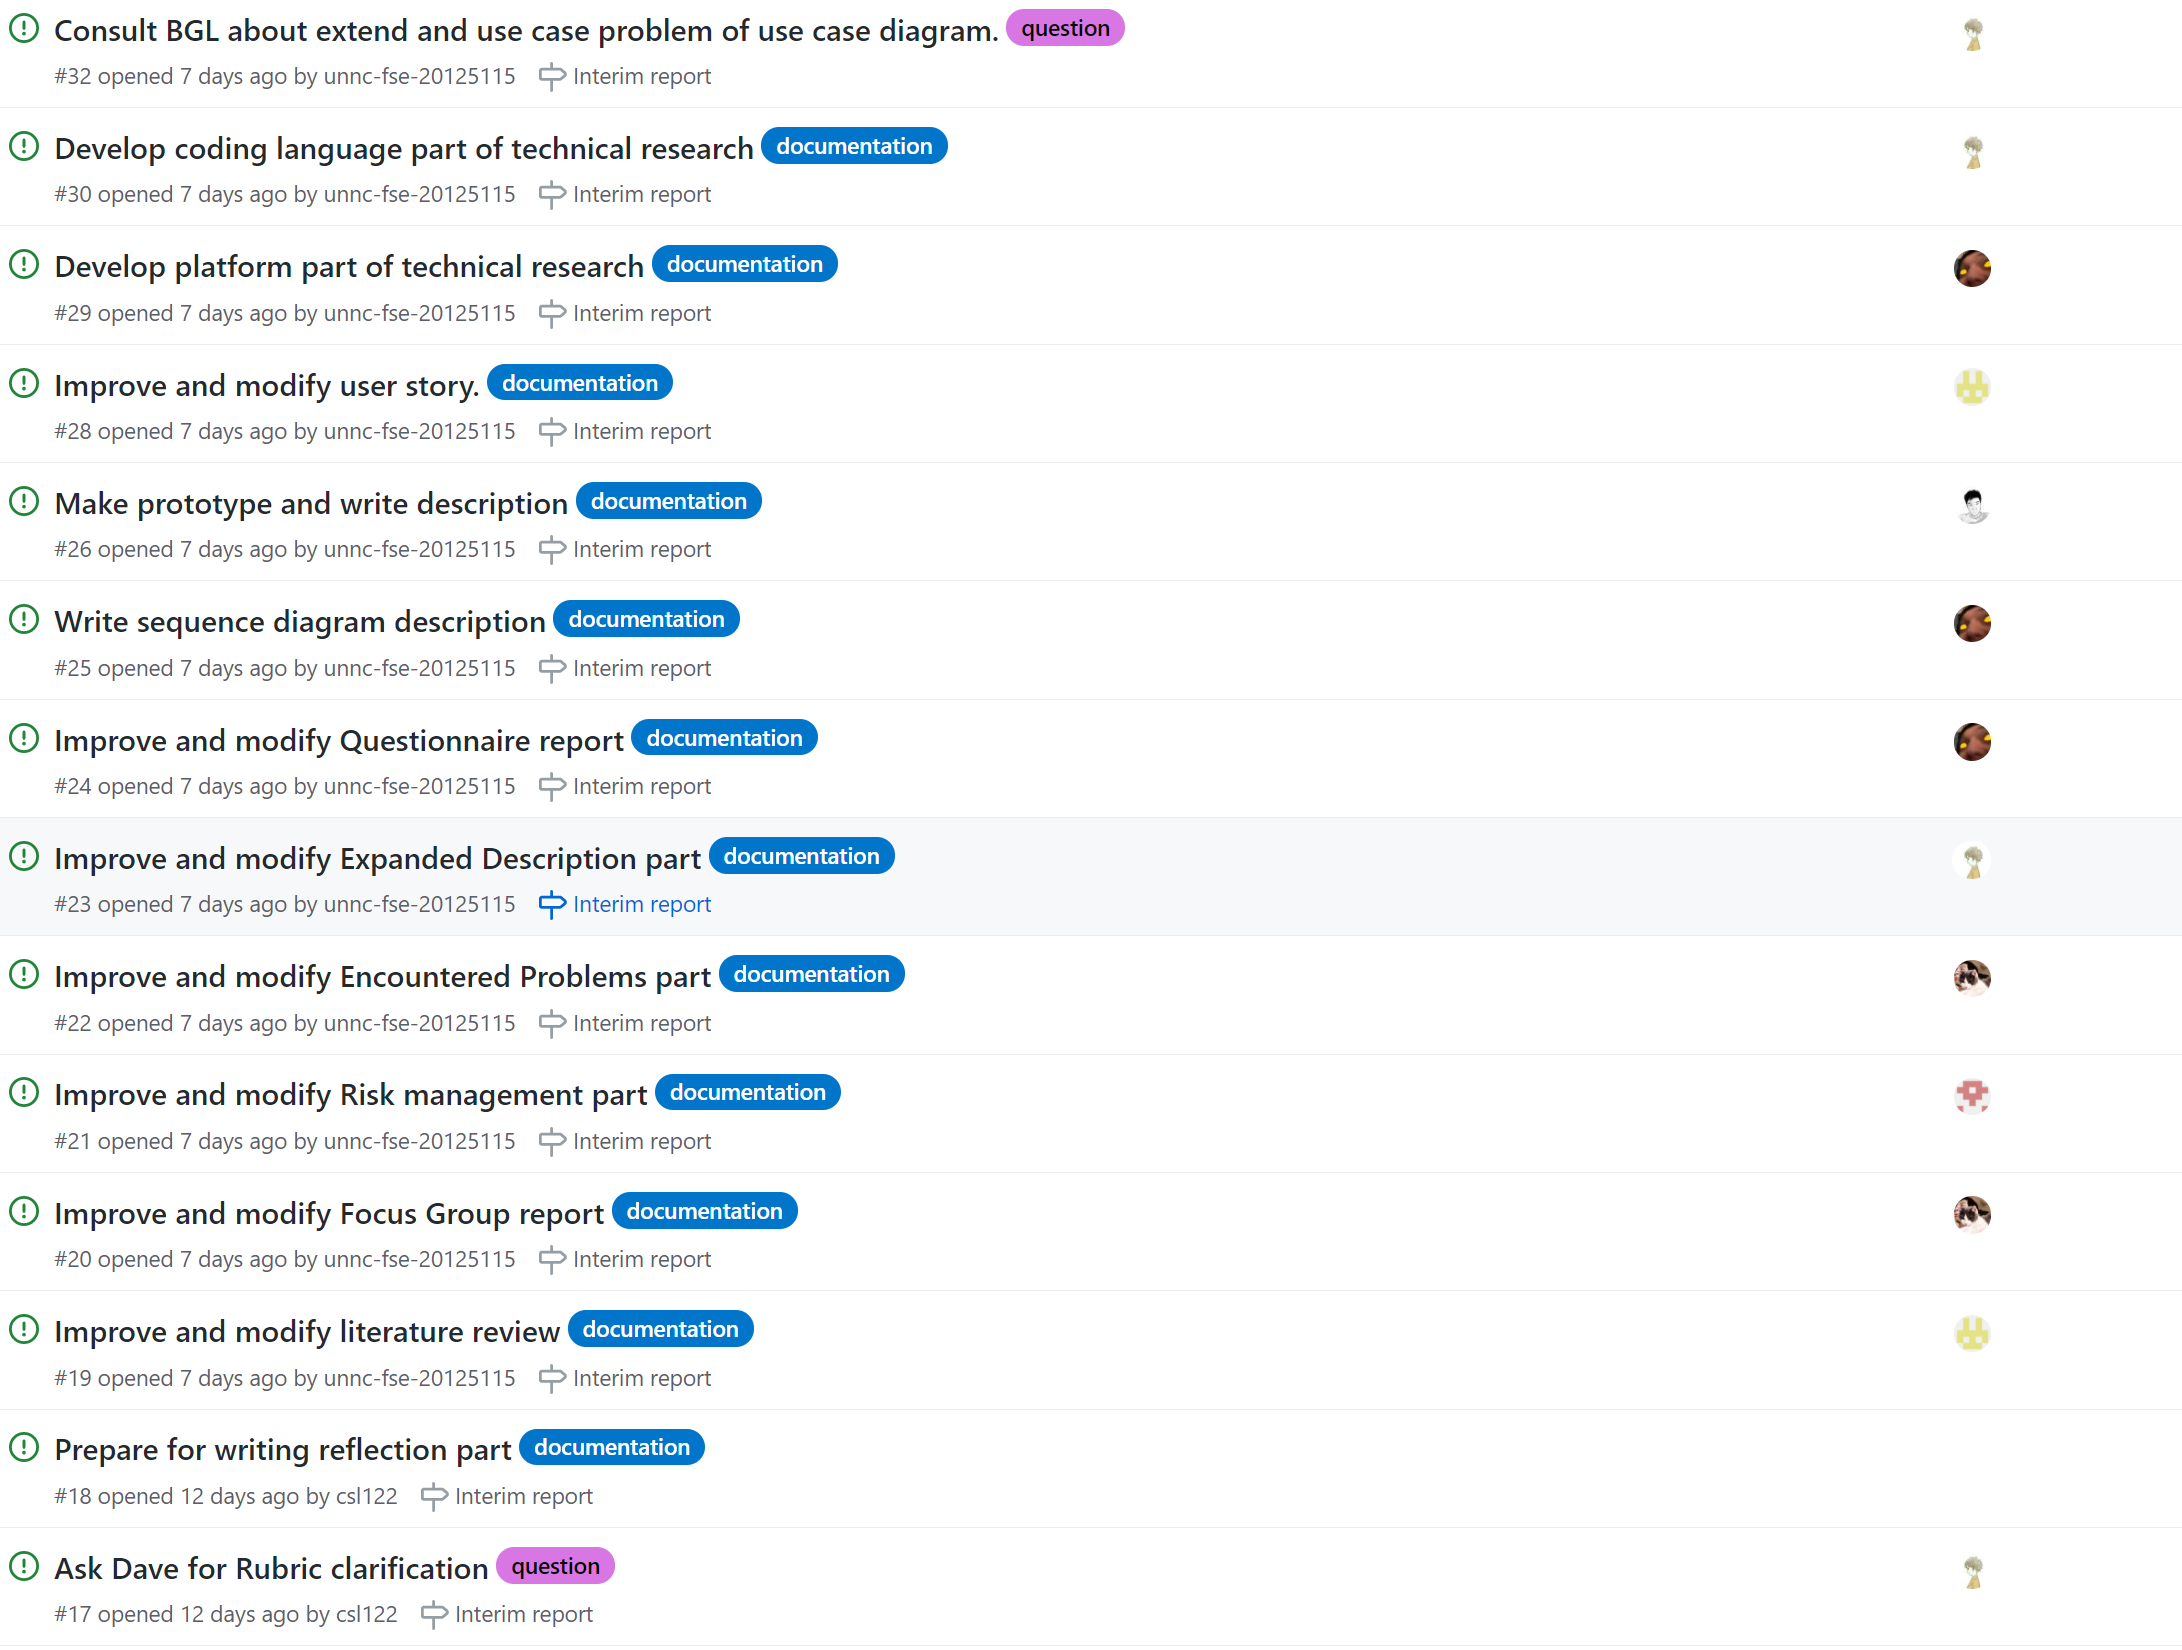 Consult BGL about extend and use case problem of use case diagram. question
#32 opened 7 days ago by unnc-fse-20125115 Interim report
Develop coding language part of technical research documentation
#30 opened 7 days ago by unnc-fse-20125115 Interim report
Develop platform part of technical research documentation
#29 opened 7 days ago by unnc-fse-20125115 Interim report
Improve and modify user story. documentation
#28 opened 7 days ago by unnc-fse-20125115 Interim report
Make prototype and write description documentation
#26 opened 7 days ago by unnc-fse-20125115 Interim report
Write sequence diagram description documentation
#25 opened 7 days ago by unnc-fse-20125115 Interim report
Improve and modify Questionnaire report documentation
#24 opened 7 days ago by unnc-fse-20125115 Interim report
Improve and modify Expanded Description part documentation
#23 opened 7 days ago by unnc-fse-20125115 Interim report
Improve and modify Encountered Problems part documentation
#22 opened 7 days ago by unnc-fse-20125115 Interim report
Improve and modify Risk management part documentation
#21 opened 7 days ago by unnc-fse-20125115 Interim report
Improve and modify Focus Group report documentation
#20 opened 7 days ago by unnc-fse-20125115 Interim report
Improve and modify literature review documentation
#19 opened 7 days ago by unnc-fse-20125115 Interim report
Prepare for writing reflection part documentation
#18 opened 12 days ago by csl122 Interim report
Ask Dave for Rubric clarification question
#17 opened 12 days ago by csl122 Interim report